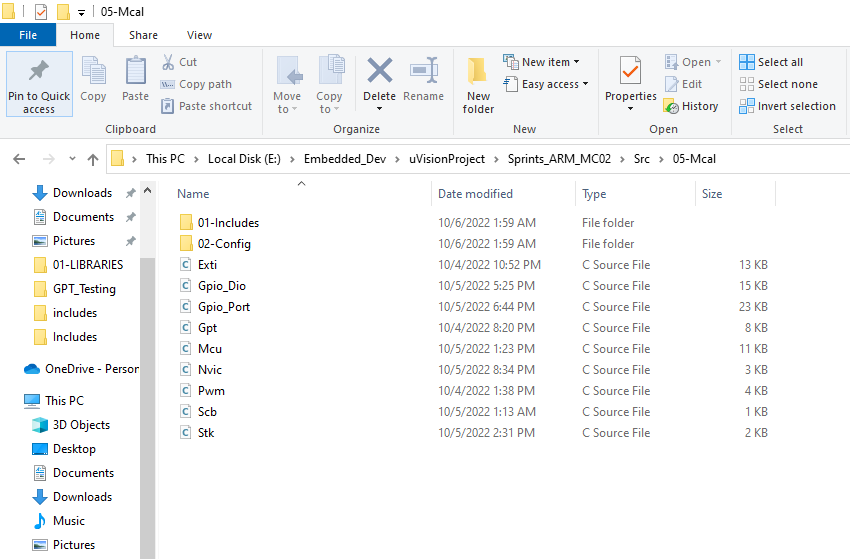 05-Mcal
File Home Share View
Pin to Quick access
Copy
Paste
Cut
Copy path
Paste shortcut
Clipboard
Move to
Copy to
Delete
Rename
Organize
New folder
New item
Easy access
New
Properties
Open
Edit
History
Open
Select all
Select none
Invert selection
Select
This PC > Local Disk (E:) > Embedded_Dev > uVisionProject > Sprints_ARM_MC02 > Src > 05-Mcal
Downloads
Documents
Pictures
01-LIBRARIES
GPT_Testing
includes
Includes
OneDrive - Person
This PC
3D Objects
Desktop
Documents
Downloads
Music
Pictures
Name Date modified Type Size
01-Includes 10/6/2022 1:59 AM File folder
02-Config 10/6/2022 1:59 AM File folder
Exti 10/4/2022 10:52 PM C Source File 13 KB
Gpio_Dio 10/5/2022 5:25 PM C Source File 15 KB
Gpio_Port 10/5/2022 6:44 PM C Source File 23 KB
Gpt 10/4/2022 8:20 PM C Source File 8 KB
Mcu 10/5/2022 1:23 PM C Source File 11 KB
Nvic 10/5/2022 8:34 PM C Source File 3 KB
Pwm 10/4/2022 1:38 PM C Source File 4 KB
Scb 10/5/2022 1:13 AM C Source File 1 KB
Stk 10/5/2022 2:31 PM C Source File 2 KB